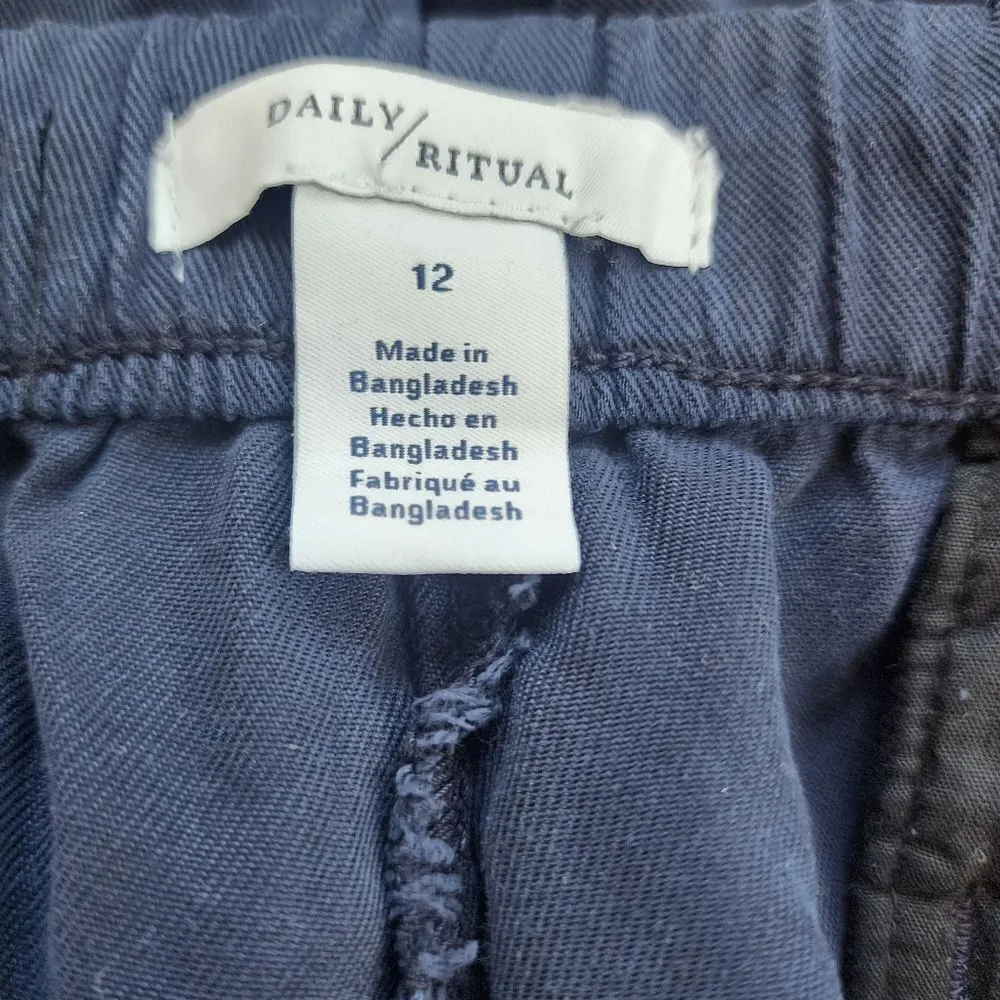 DAILY/RITUAL
12
Made in
Bangladesh
Hecho en
Bangladesh
Fabriqué au
Bangladesh